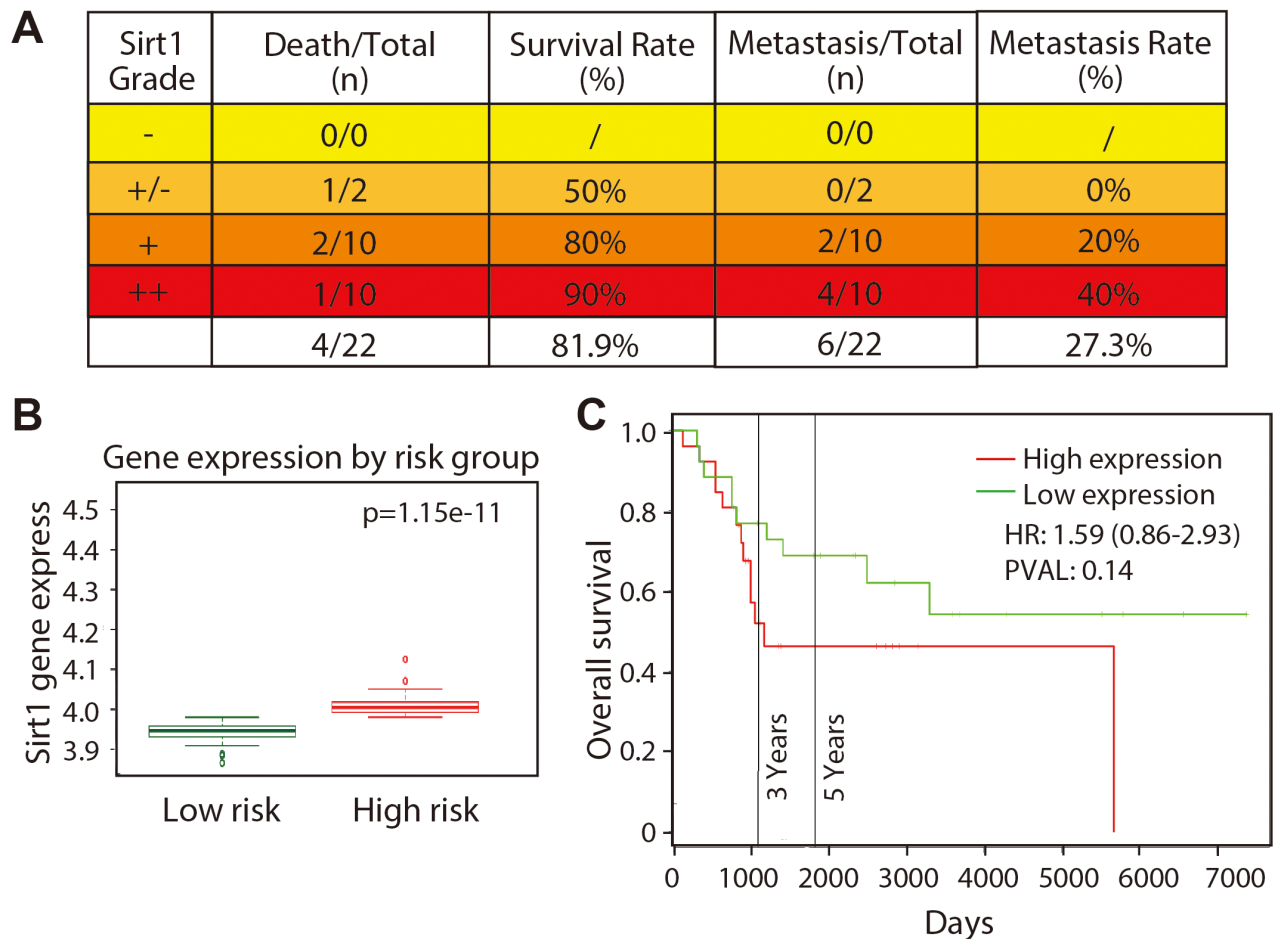 A
Sirt1 Grade | Death/Total (n) | Survival Rate (%) | Metastasis/Total (n) | Metastasis Rate (%)
- | 0/0 | / | 0/0 | /
+/- | 1/2 | 50% | 0/2 | 0%
+ | 2/10 | 80% | 2/10 | 20%
++ | 1/10 | 90% | 4/10 | 40%
4/22 | 81.9% | 6/22 | 27.3%
B
Gene expression by risk group
p=1.15e-11
Sirt1 gene express
4.5
4.4
4.3
4.2
4.1
4.0
3.9
Low risk
High risk
C
High expression
Low expression
HR: 1.59 (0.86-2.93)
PVAL: 0.14
Overall survival
1.0
0.8
0.6
0.4
0.2
0
3 Years
5 Years
0 1000 2000 3000 4000 5000 6000 7000
Days